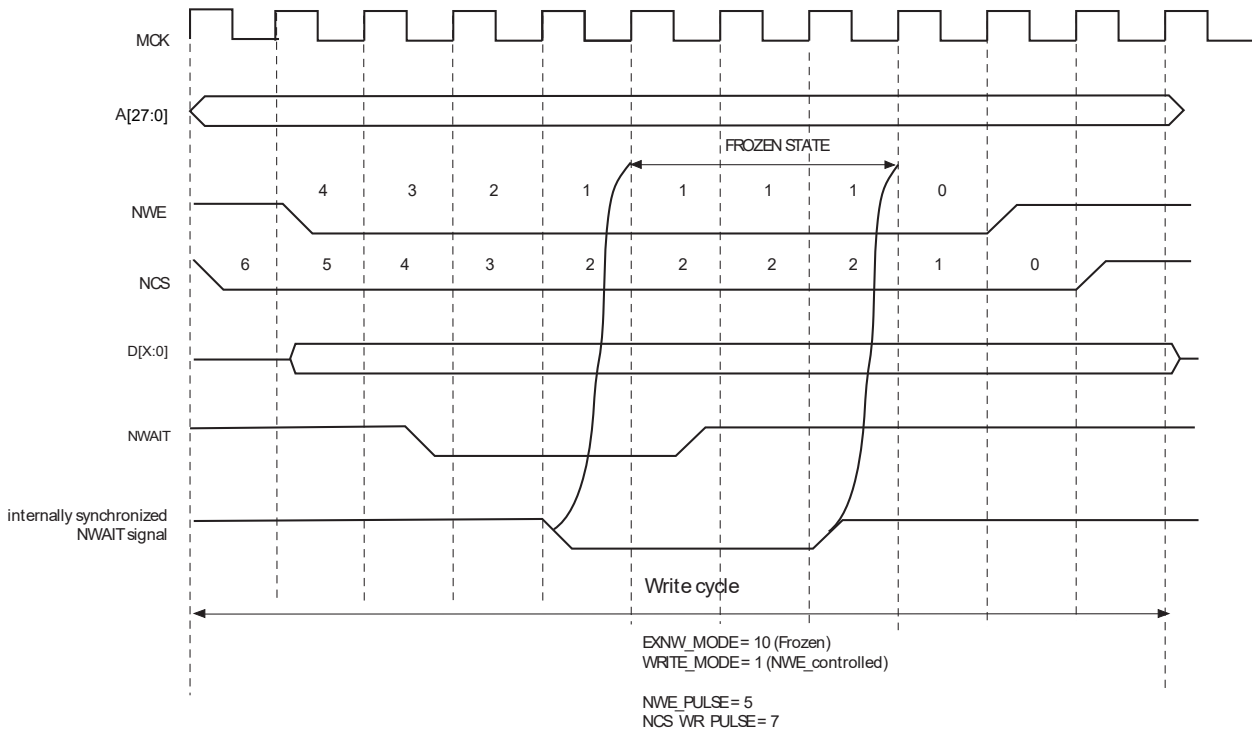 MCK
A[27:0]
FROZEN STATE
4 3 2 1 1 1 1 0
NWE
6 5 4 3 2 2 2 2 1 0
NCS
D[X:0]
NWAIT
internally synchronized
NWAIT signal
Write cycle
EXNW_MODE = 10 (Frozen)
WRITE_MODE = 1 (NWE_controlled)
NWE_PULSE = 5
NCS_WR_PULSE = 7